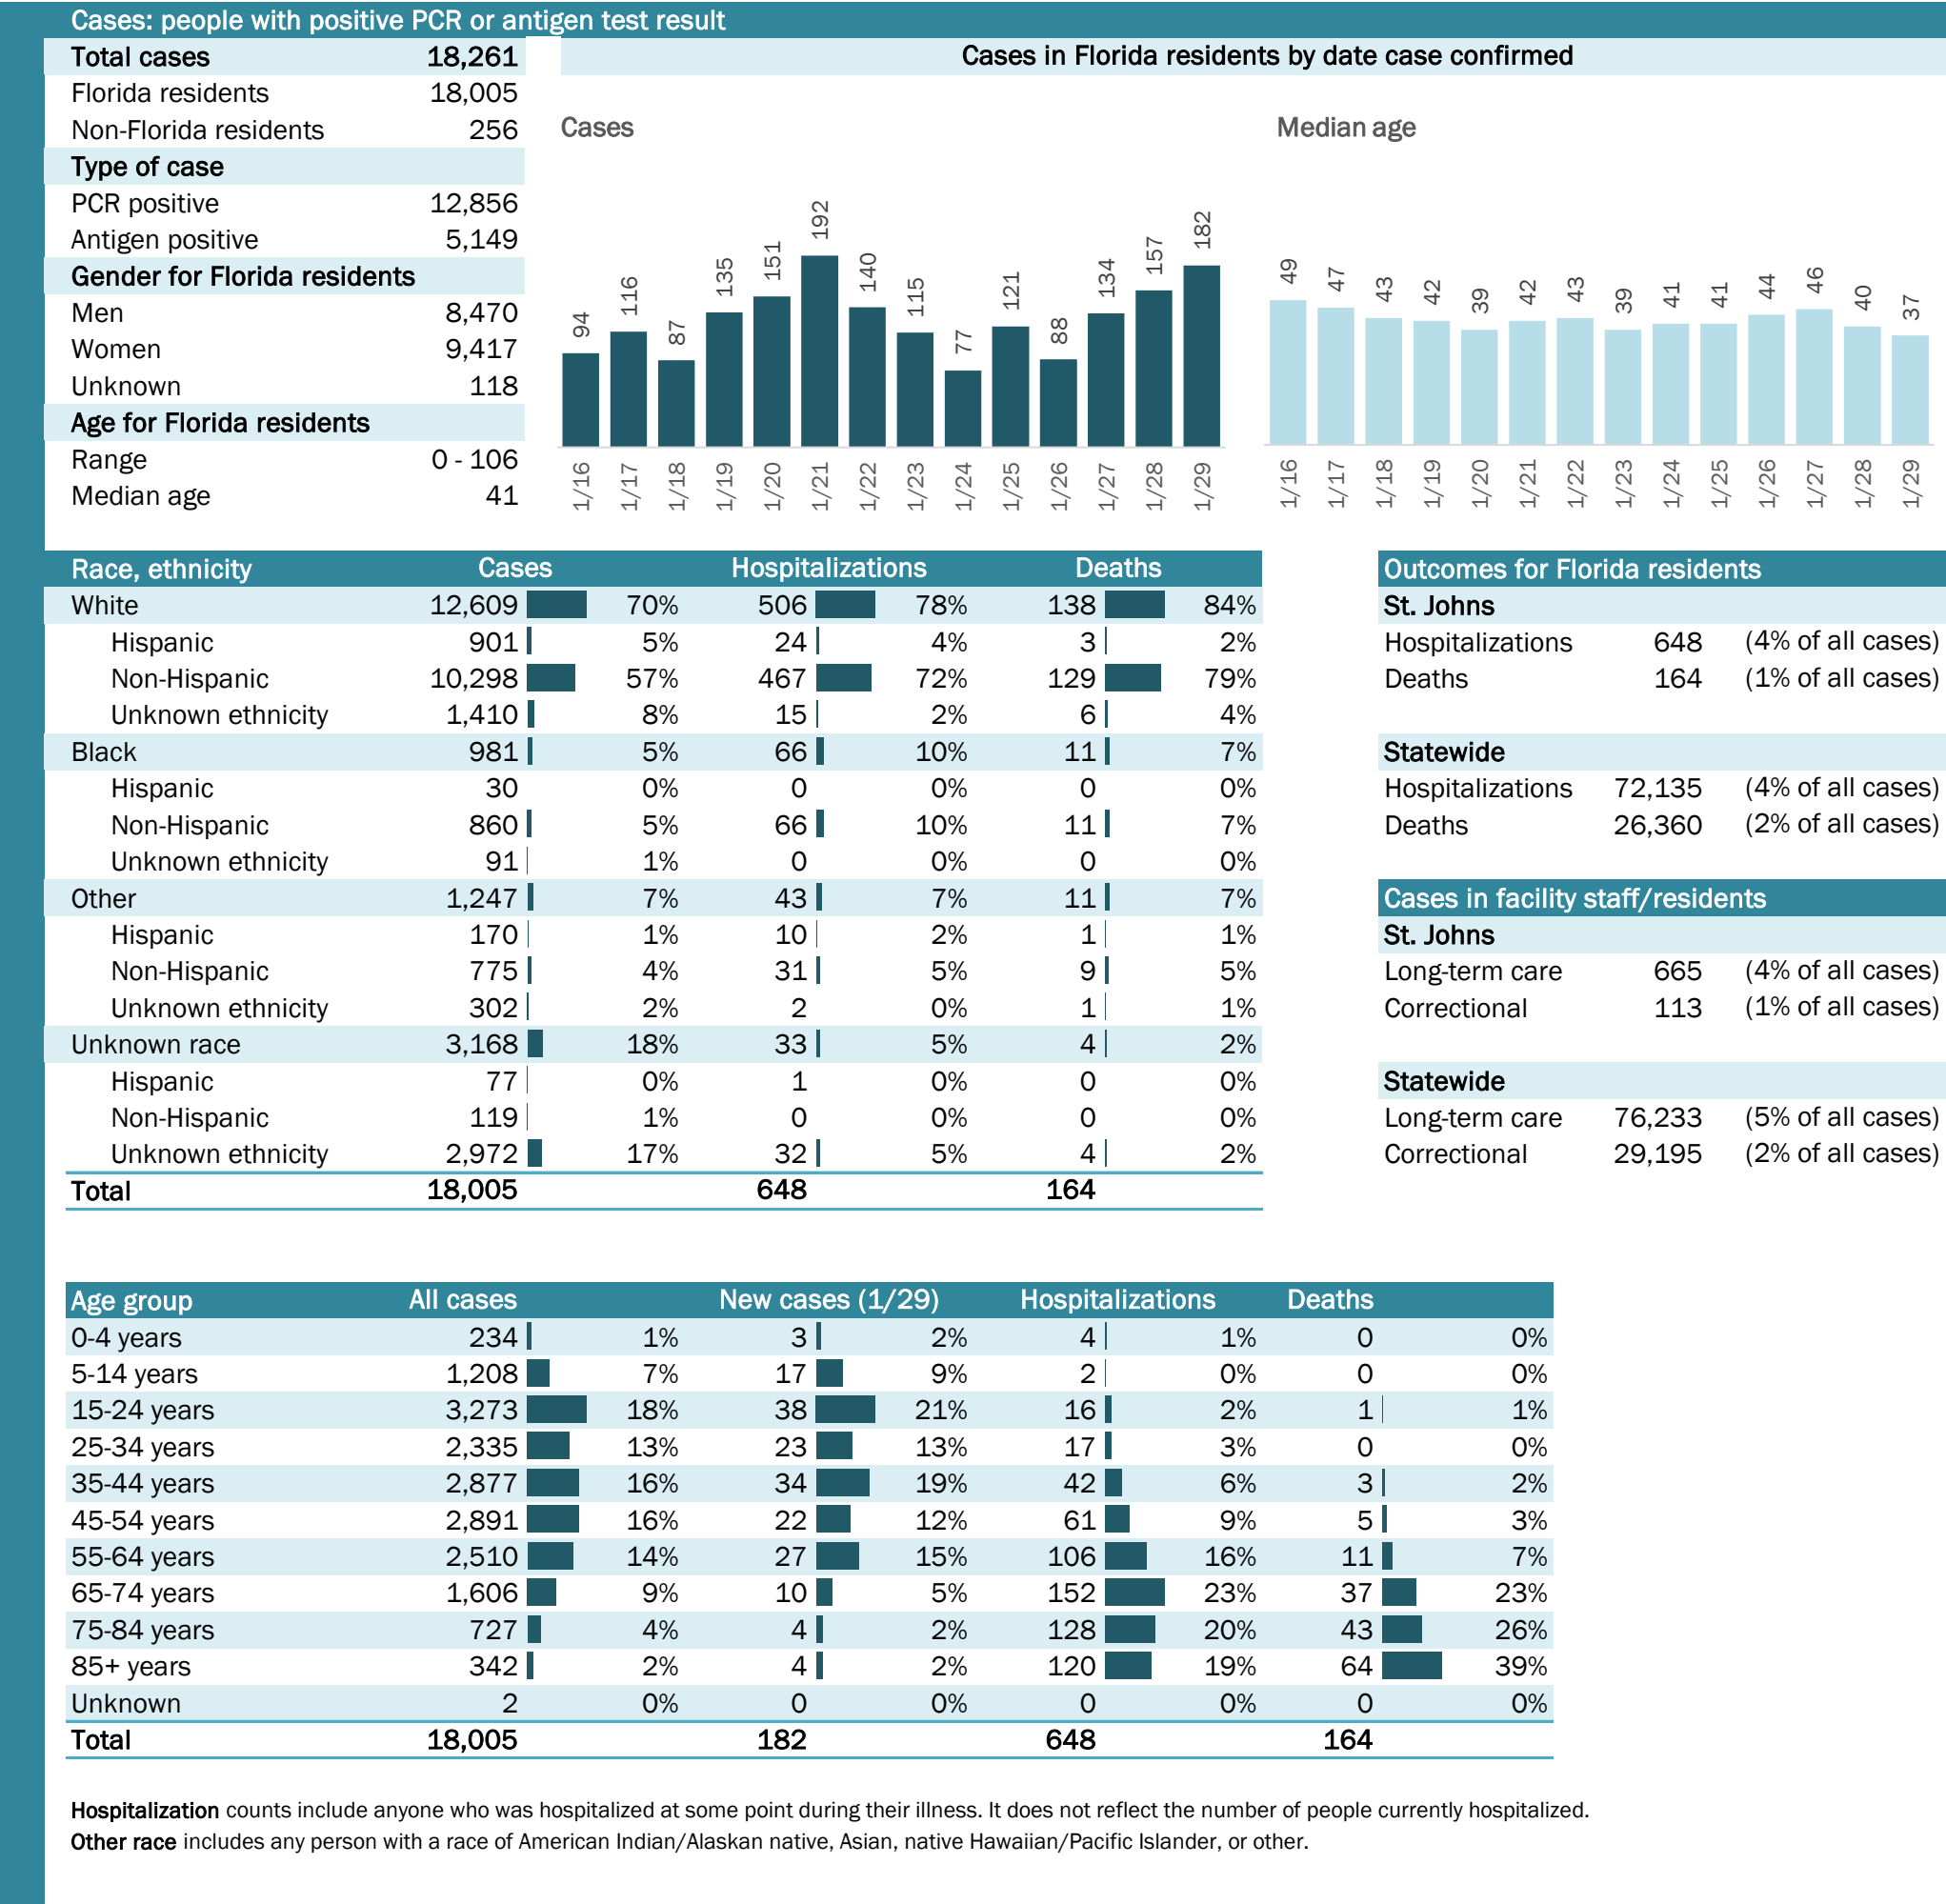 Cases: people with positive PCR or antigen test result
Total cases 18,261
Florida residents 18,005
Non-Florida residents 256
Type of case
PCR positive 12,856
Antigen positive 5,149
Gender for Florida residents
Men 8,470
Women 9,417
Unknown 118
Age for Florida residents
Range 0 - 106
Median age 41
Cases in Florida residents by date case confirmed
Cases
94 116 87 135 151 192 140 115 77 121 88 134 157 182
1/16 1/17 1/18 1/19 1/20 1/21 1/22 1/23 1/24 1/25 1/26 1/27 1/28 1/29
Median age
49 47 43 42 39 42 43 39 41 41 44 46 40 37
1/16 1/17 1/18 1/19 1/20 1/21 1/22 1/23 1/24 1/25 1/26 1/27 1/28 1/29
Race, ethnicity Cases Hospitalizations Deaths
White 12,609 70% 506 78% 138 84%
Hispanic 901 5% 24 4% 3 2%
Non-Hispanic 10,298 57% 467 72% 129 79%
Unknown ethnicity 1,410 8% 15 2% 6 4%
Black 981 5% 66 10% 11 7%
Hispanic 30 0% 0 0% 0 0%
Non-Hispanic 860 5% 66 10% 11 7%
Unknown ethnicity 91 1% 0 0% 0 0%
Other 1,247 7% 43 7% 11 7%
Hispanic 170 1% 10 2% 1 1%
Non-Hispanic 775 4% 31 5% 9 5%
Unknown ethnicity 302 2% 2 0% 1 1%
Unknown race 3,168 18% 33 5% 4 2%
Hispanic 77 0% 1 0% 0 0%
Non-Hispanic 119 1% 0 0% 0 0%
Unknown ethnicity 2,972 17% 32 5% 4 2%
Total 18,005 648 164
Outcomes for Florida residents
St. Johns
Hospitalizations 648 (4% of all cases)
Deaths 164 (1% of all cases)
Statewide
Hospitalizations 72,135 (4% of all cases)
Deaths 26,360 (2% of all cases)
Cases in facility staff/residents
St. Johns
Long-term care 665 (4% of all cases)
Correctional 113 (1% of all cases)
Statewide
Long-term care 76,233 (5% of all cases)
Correctional 29,195 (2% of all cases)
Age group All cases New cases (1/29) Hospitalizations Deaths
0-4 years 234 1% 3 2% 4 1% 0 0%
5-14 years 1,208 7% 17 9% 2 0% 0 0%
15-24 years 3,273 18% 38 21% 16 2% 1 1%
25-34 years 2,335 13% 23 13% 17 3% 0 0%
35-44 years 2,877 16% 34 19% 42 6% 3 2%
45-54 years 2,891 16% 22 12% 61 9% 5 3%
55-64 years 2,510 14% 27 15% 106 16% 11 7%
65-74 years 1,606 9% 10 5% 152 23% 37 23%
75-84 years 727 4% 4 2% 128 20% 43 26%
85+ years 342 2% 4 2% 120 19% 64 39%
Unknown 2 0% 0 0% 0 0% 0 0%
Total 18,005 182 648 164
Hospitalization counts include anyone who was hospitalized at some point during their illness. It does not reflect the number of people currently hospitalized.
Other race includes any person with a race of American Indian/Alaskan native, Asian, native Hawaiian/Pacific Islander, or other.